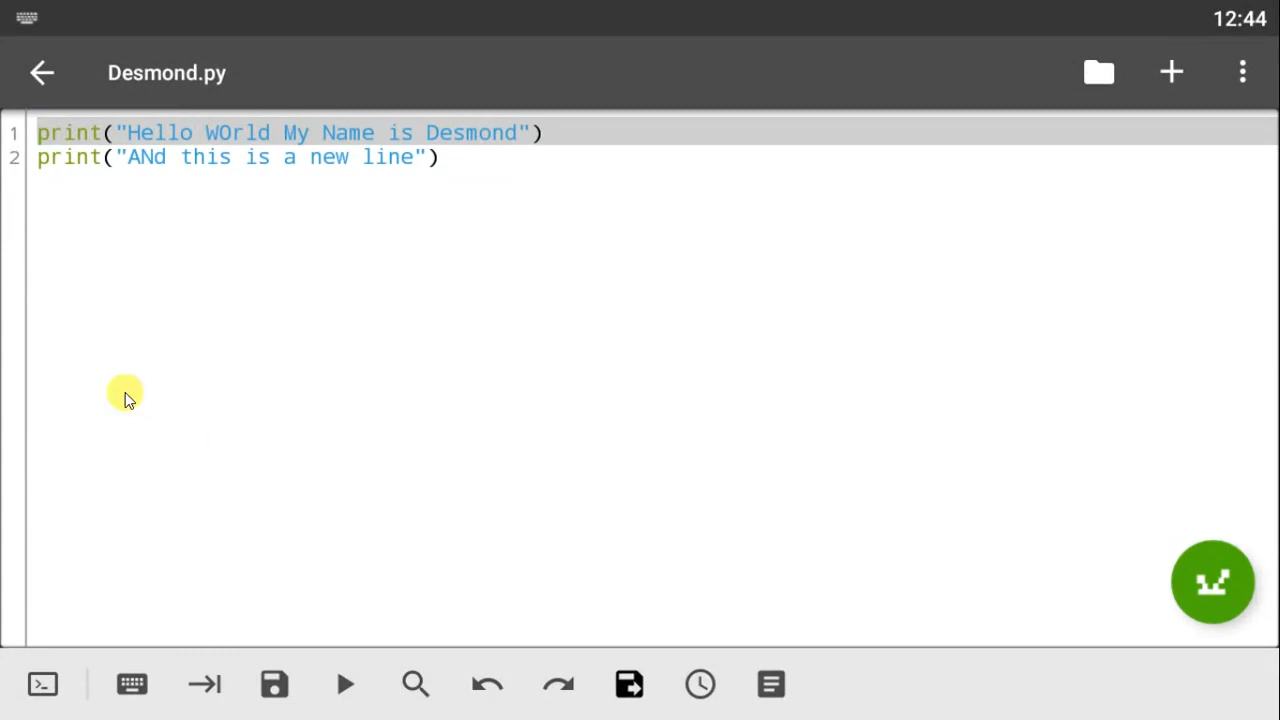 12:44
Desmond.py
1 print("Hello WOrld My Name is Desmond")
2 print("ANd this is a new line")